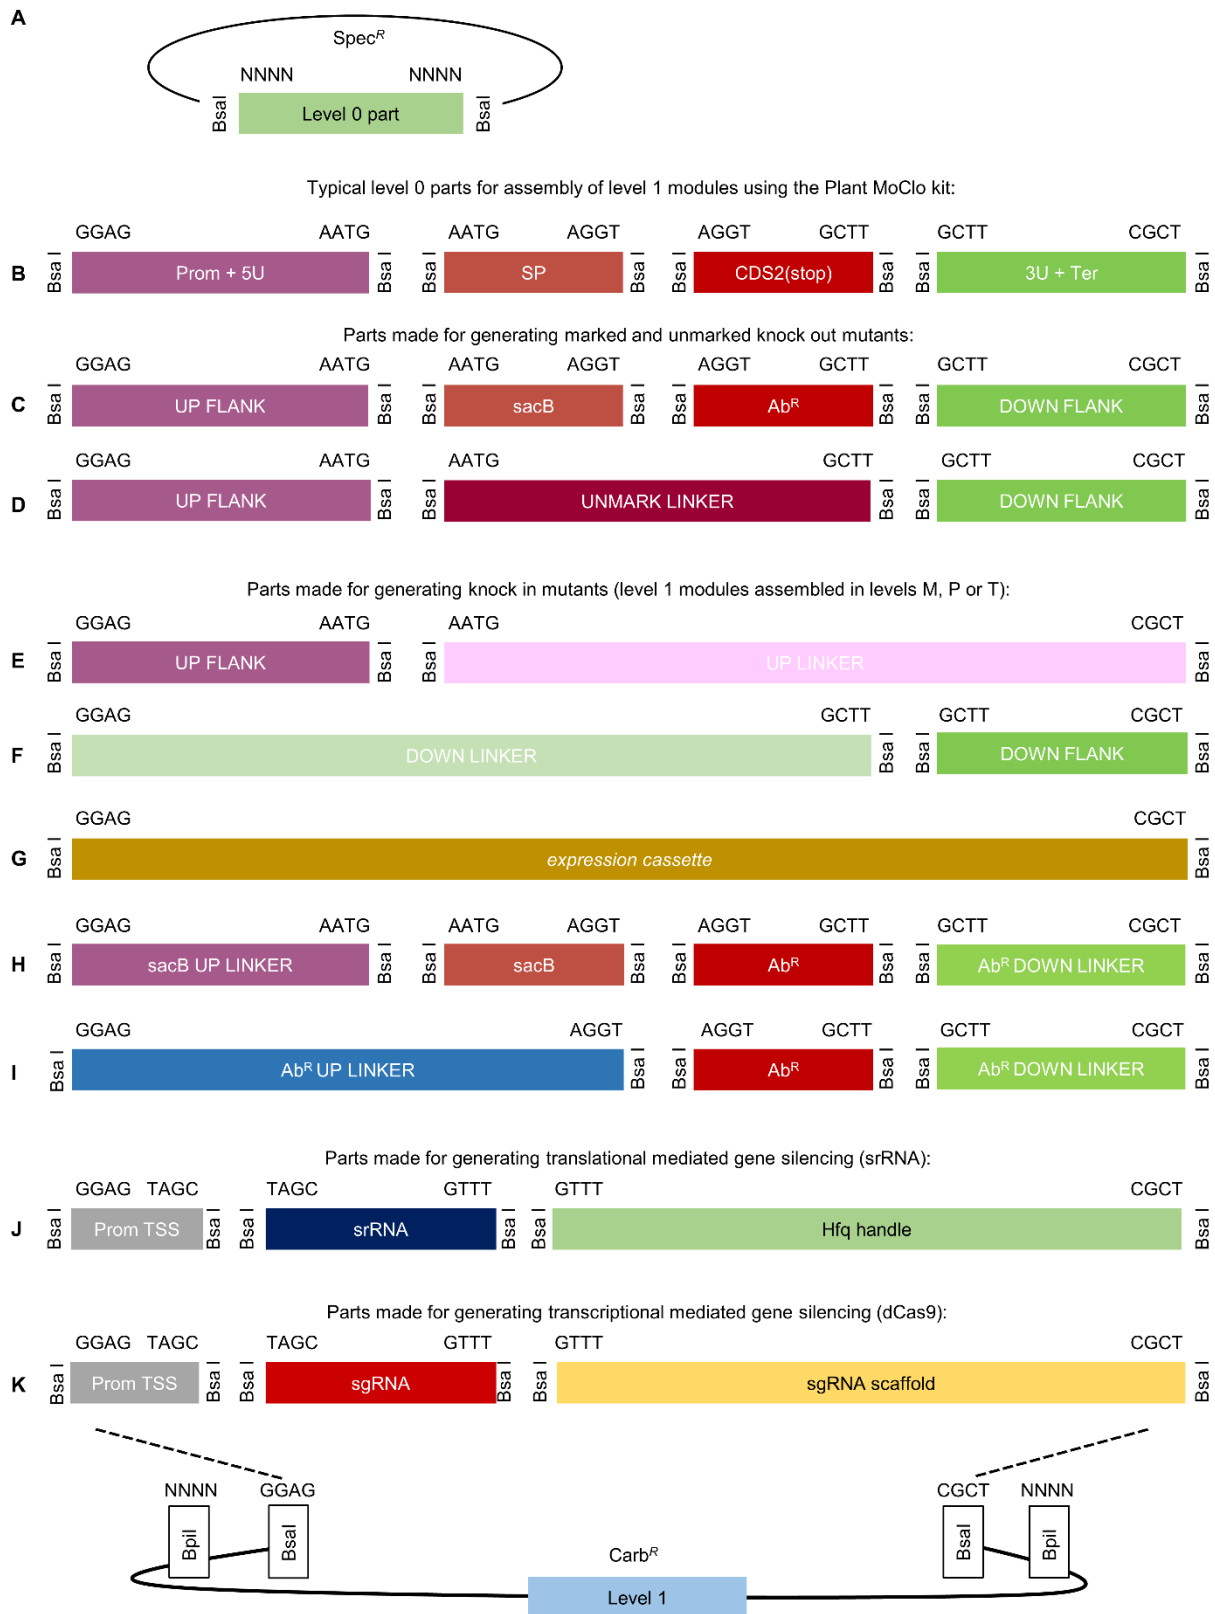 A
Spec^R
NNNN NNNN
BsaI Level 0 part BsaI
Typical level 0 parts for assembly of level 1 modules using the Plant MoClo kit:
GGAG AATG AATG AGGT AGGT GCTT GCTT CGCT
B Bsa I Prom + 5U Bsa I Bsa I SP Bsa I Bsa I CDS2(stop) Bsa I Bsa I 3U + Ter Bsa I
Parts made for generating marked and unmarked knock out mutants:
GGAG AATG AATG AGGT AGGT GCTT GCTT CGCT
C Bsa I UP FLANK Bsa I Bsa I sacB Bsa I Bsa I Ab^R Bsa I Bsa I DOWN FLANK Bsa I
GGAG AATG AATG GCTT GCTT CGCT
D Bsa I UP FLANK Bsa I Bsa I UNMARK LINKER Bsa I Bsa I DOWN FLANK Bsa I
Parts made for generating knock in mutants (level 1 modules assembled in levels M, P or T):
GGAG AATG AATG CGCT
E Bsa I UP FLANK Bsa I Bsa I UP LINKER Bsa I
GGAG GCTT GCTT CGCT
F Bsa I DOWN LINKER Bsa I Bsa I DOWN FLANK Bsa I
GGAG CGCT
G Bsa I expression cassette Bsa I
GGAG AATG AATG AGGT AGGT GCTT GCTT CGCT
H Bsa I sacB UP LINKER Bsa I Bsa I sacB Bsa I Bsa I Ab^R Bsa I Bsa I Ab^R DOWN LINKER Bsa I
GGAG AGGT AGGT GCTT GCTT CGCT
I Bsa I Ab^R UP LINKER Bsa I Bsa I Ab^R Bsa I Bsa I Ab^R DOWN LINKER Bsa I
Parts made for generating translational mediated gene silencing (srRNA):
GGAG TAGC TAGC GTTT GTTT CGCT
J Bsa I Prom TSS Bsa I Bsa I srRNA Bsa I Bsa I Hfq handle Bsa I
Parts made for generating transcriptional mediated gene silencing (dCas9):
GGAG TAGC TAGC GTTT GTTT CGCT
K Bsa I Prom TSS Bsa I Bsa I sgRNA Bsa I Bsa I sgRNA scaffold Bsa I
NNNN GGAG CGCT NNNN
BpiI BsaI BsaI BpiI
Carb^R
Level 1